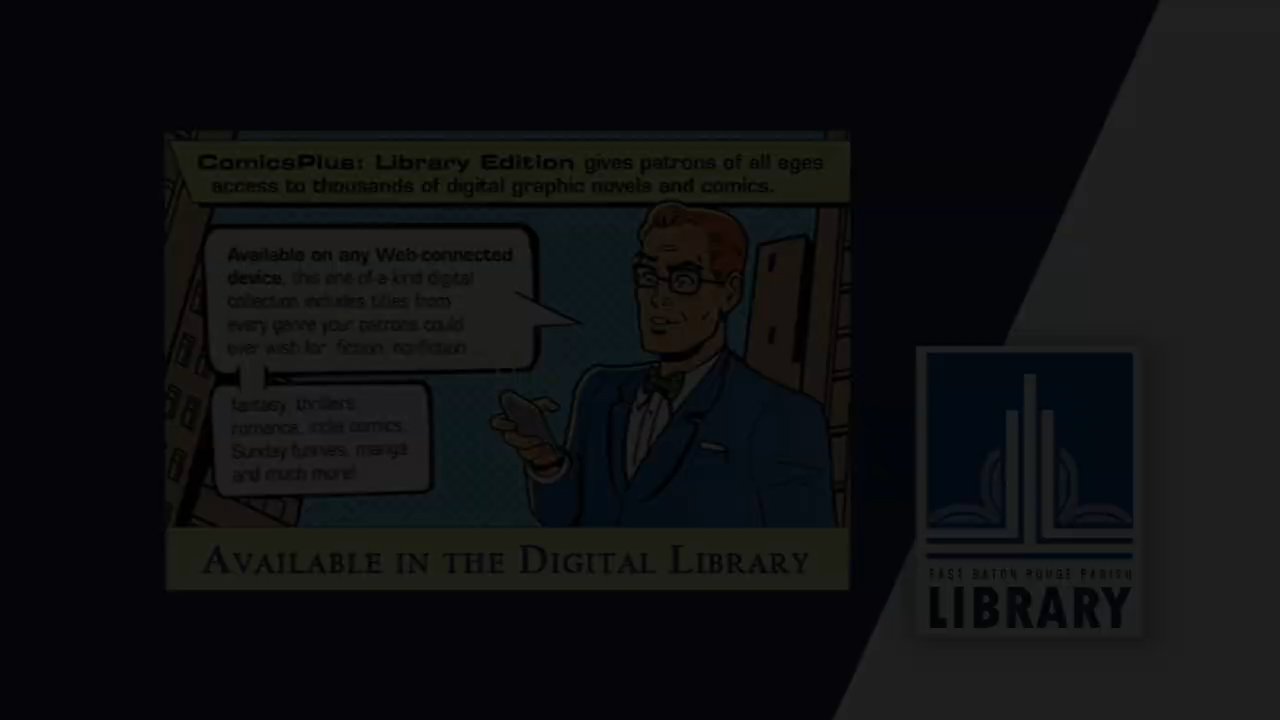 ComicsPlus: Library Edition gives patrons of all ages
access to thousands of digital graphic novels and comics.
Available on any Web-connected
device, this one-of-a-kind digital
collection includes titles from
every genre your patrons could
ever wish for: fiction, nonfiction
fantasy, thrillers,
romance, indie comics,
Sunday funnies, manga
and much more!
AVAILABLE IN THE DIGITAL LIBRARY
EAST BATON ROUGE PARISH
LIBRARY